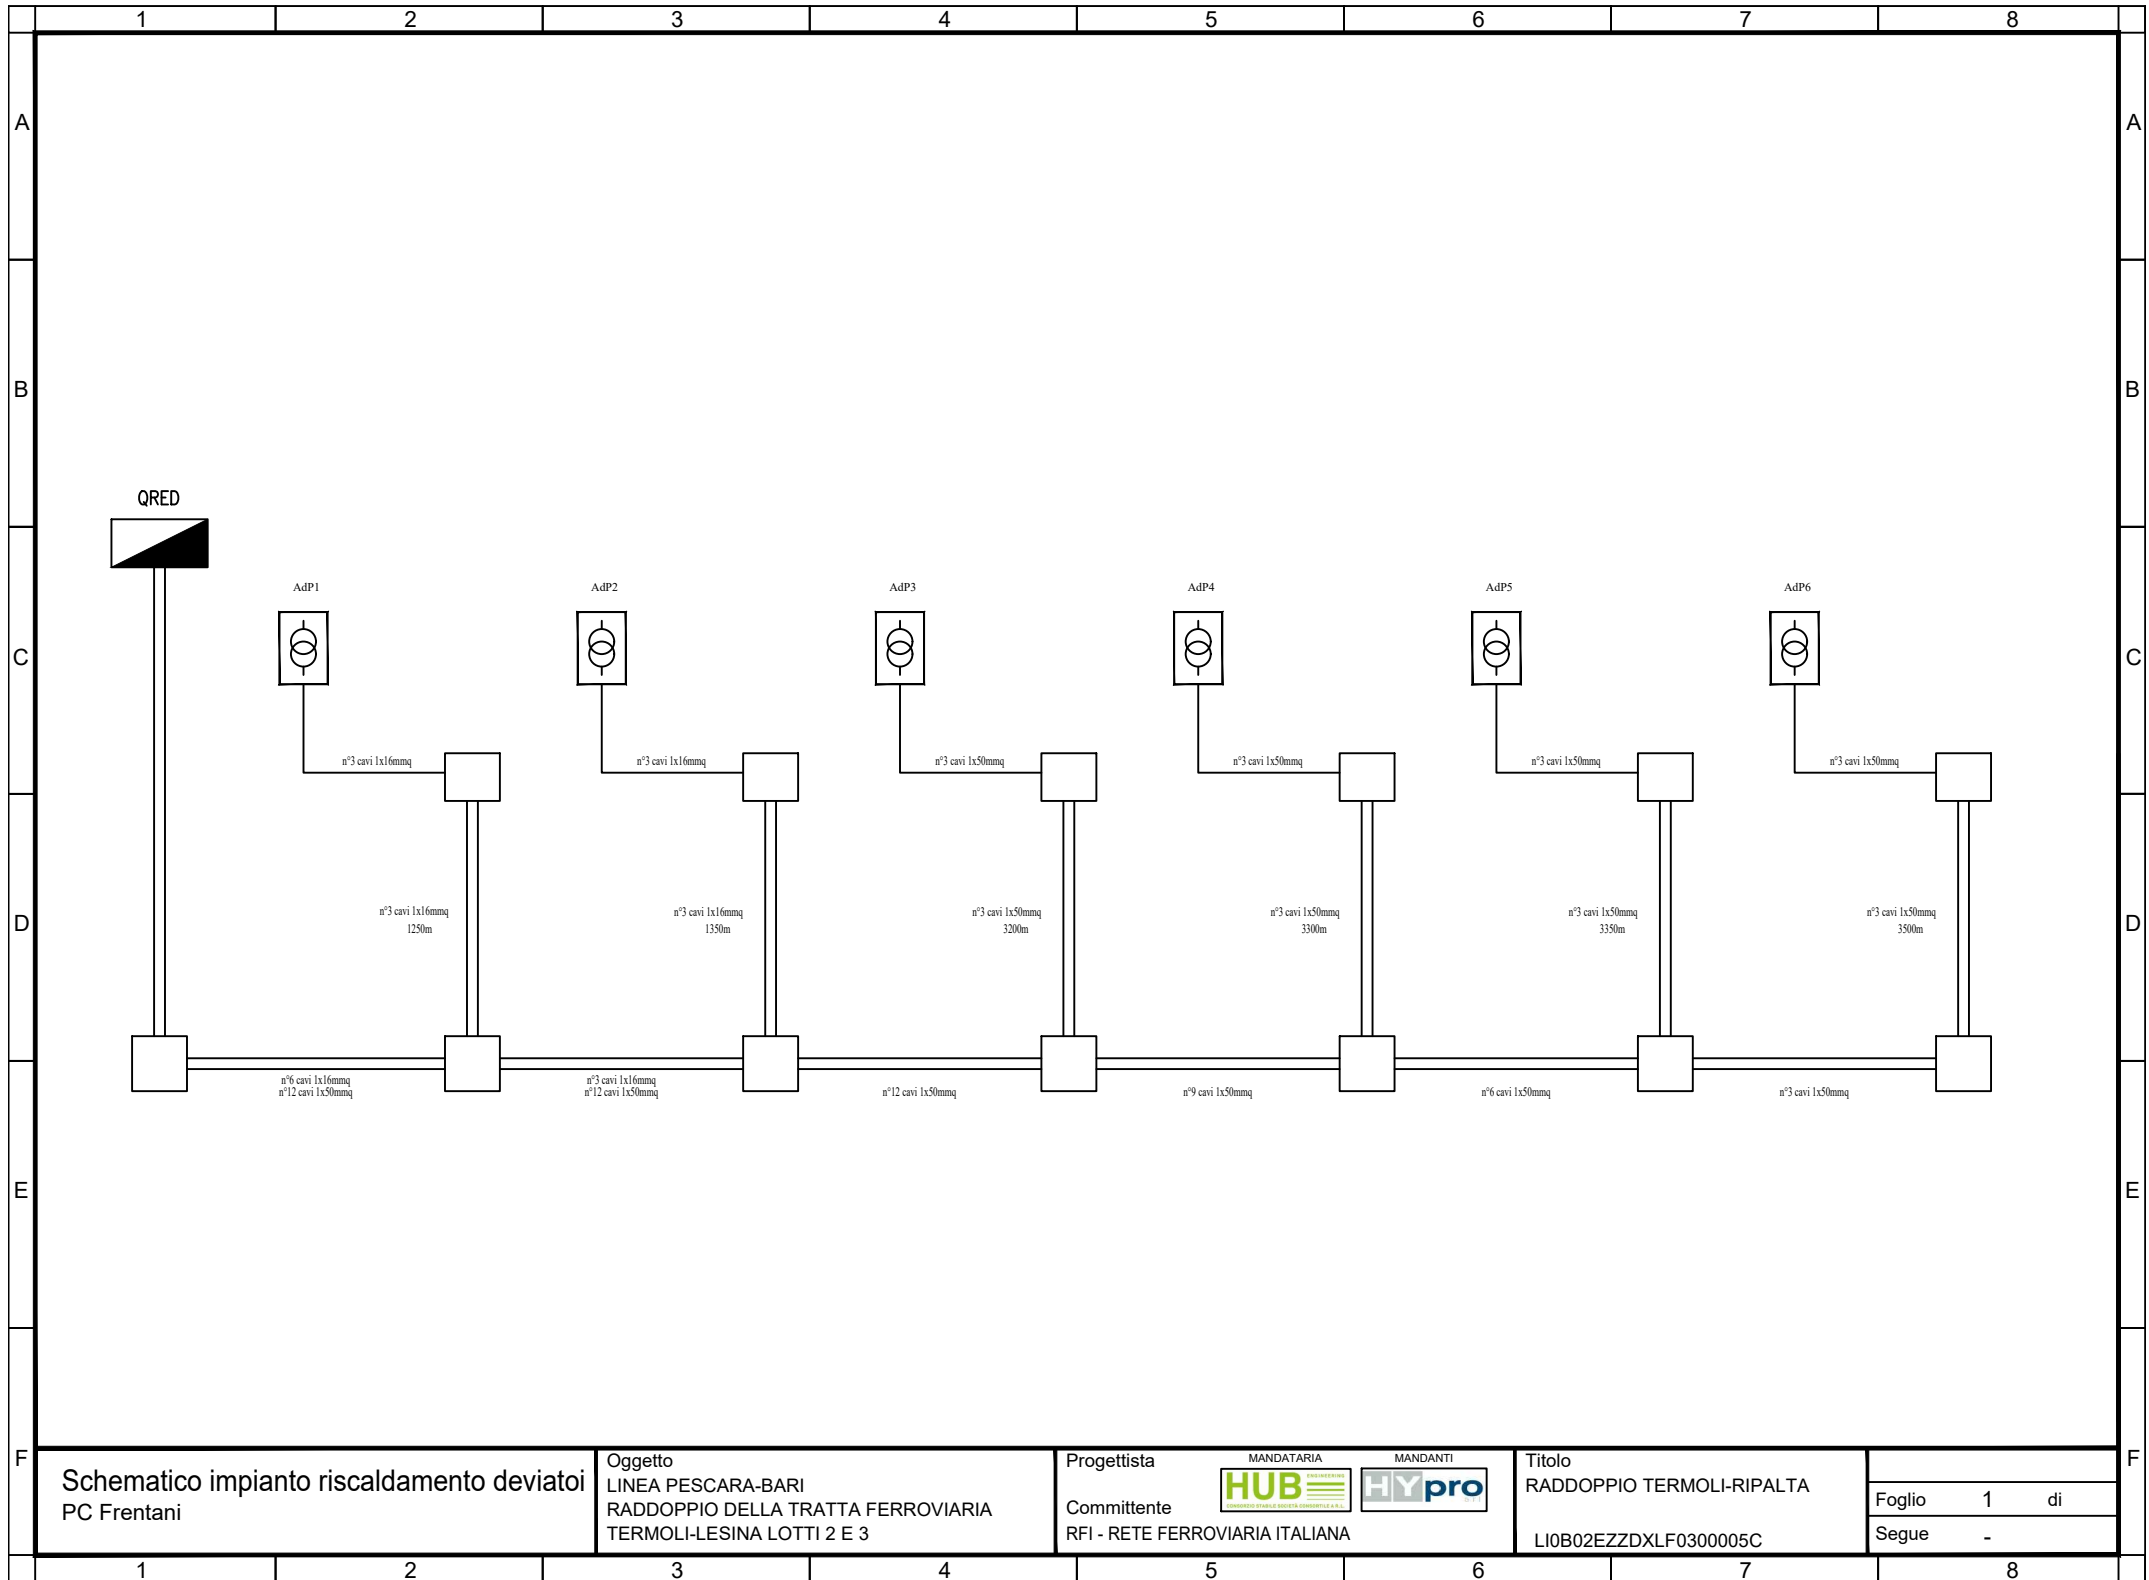 1 2 3 4 5 6 7 8
A A
B B
QRED
AdP1 AdP2 AdP3 AdP4 AdP5 AdP6
C C
n°3 cavi 1x16mmq n°3 cavi 1x16mmq n°3 cavi 1x50mmq n°3 cavi 1x50mmq n°3 cavi 1x50mmq n°3 cavi 1x50mmq
n°3 cavi 1x16mmq n°3 cavi 1x16mmq n°3 cavi 1x50mmq n°3 cavi 1x50mmq n°3 cavi 1x50mmq n°3 cavi 1x50mmq
D D
1250m 1350m 3200m 3300m 3350m 3500m
n°6 cavi 1x16mmq n°3 cavi 1x16mmq
n°12 cavi 1x50mmq n°12 cavi 1x50mmq n°12 cavi 1x50mmq n°9 cavi 1x50mmq n°6 cavi 1x50mmq n°3 cavi 1x50mmq
E E
F F
Schematico impianto riscaldamento deviatoi
PC Frentani
Oggetto
LINEA PESCARA-BARI
RADDOPPIO DELLA TRATTA FERROVIARIA
TERMOLI-LESINA LOTTI 2 E 3
Progettista
MANDATARIA MANDANTI
HUB ENGINEERING
CONSORZIO STABILE SOCIETÀ CONSORTILE A R.L.
HYpro
srl
Committente
RFI - RETE FERROVIARIA ITALIANA
Titolo
RADDOPPIO TERMOLI-RIPALTA
LI0B02EZZDXLF0300005C
Foglio 1 di
Segue -
1 2 3 4 5 6 7 8